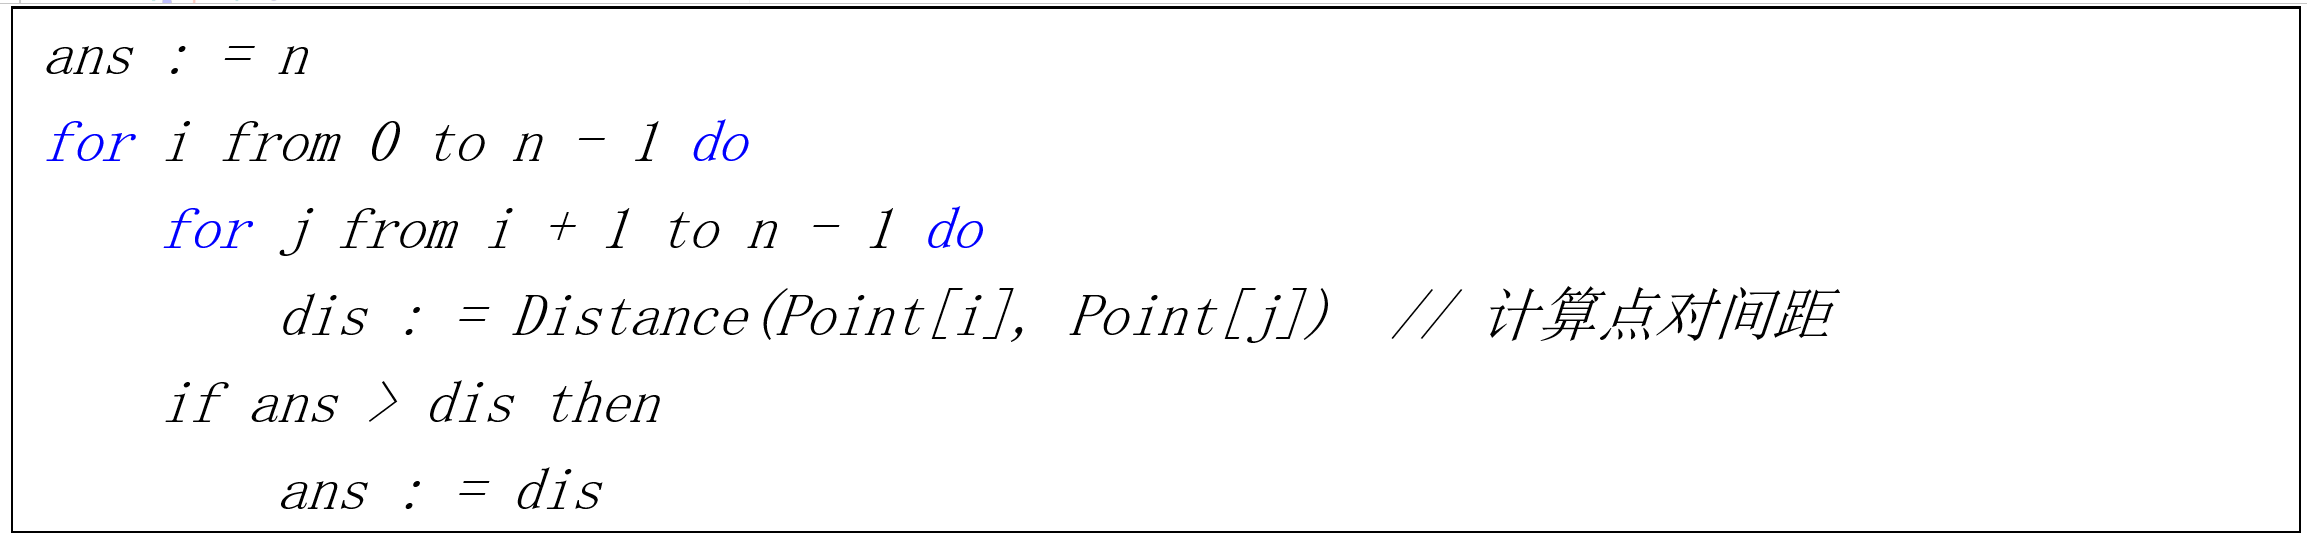 ans : = n
for i from 0 to n - 1 do
for j from i + 1 to n - 1 do
dis : = Distance(Point[i], Point[j]) // 计算点对间距
if ans > dis then
ans : = dis